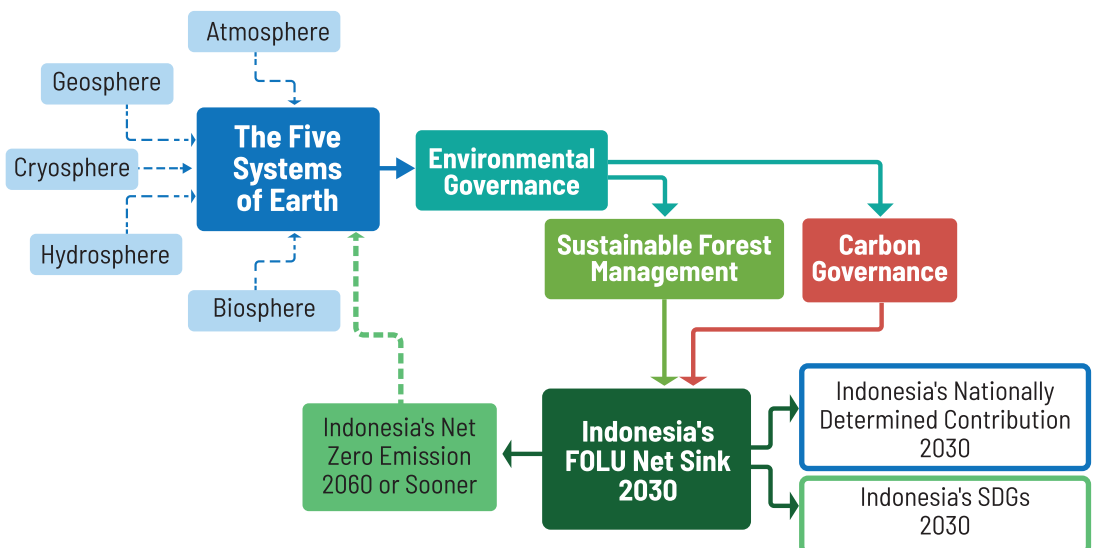 Atmosphere
Geosphere
Cryosphere
Hydrosphere
Biosphere
The Five
Systems
of Earth
Environmental
Governance
Sustainable Forest
Management
Carbon
Governance
Indonesia's Net
Zero Emission
2060 or Sooner
Indonesia's
FOLU Net Sink
2030
Indonesia's Nationally
Determined Contribution
2030
Indonesia's SDGs
2030